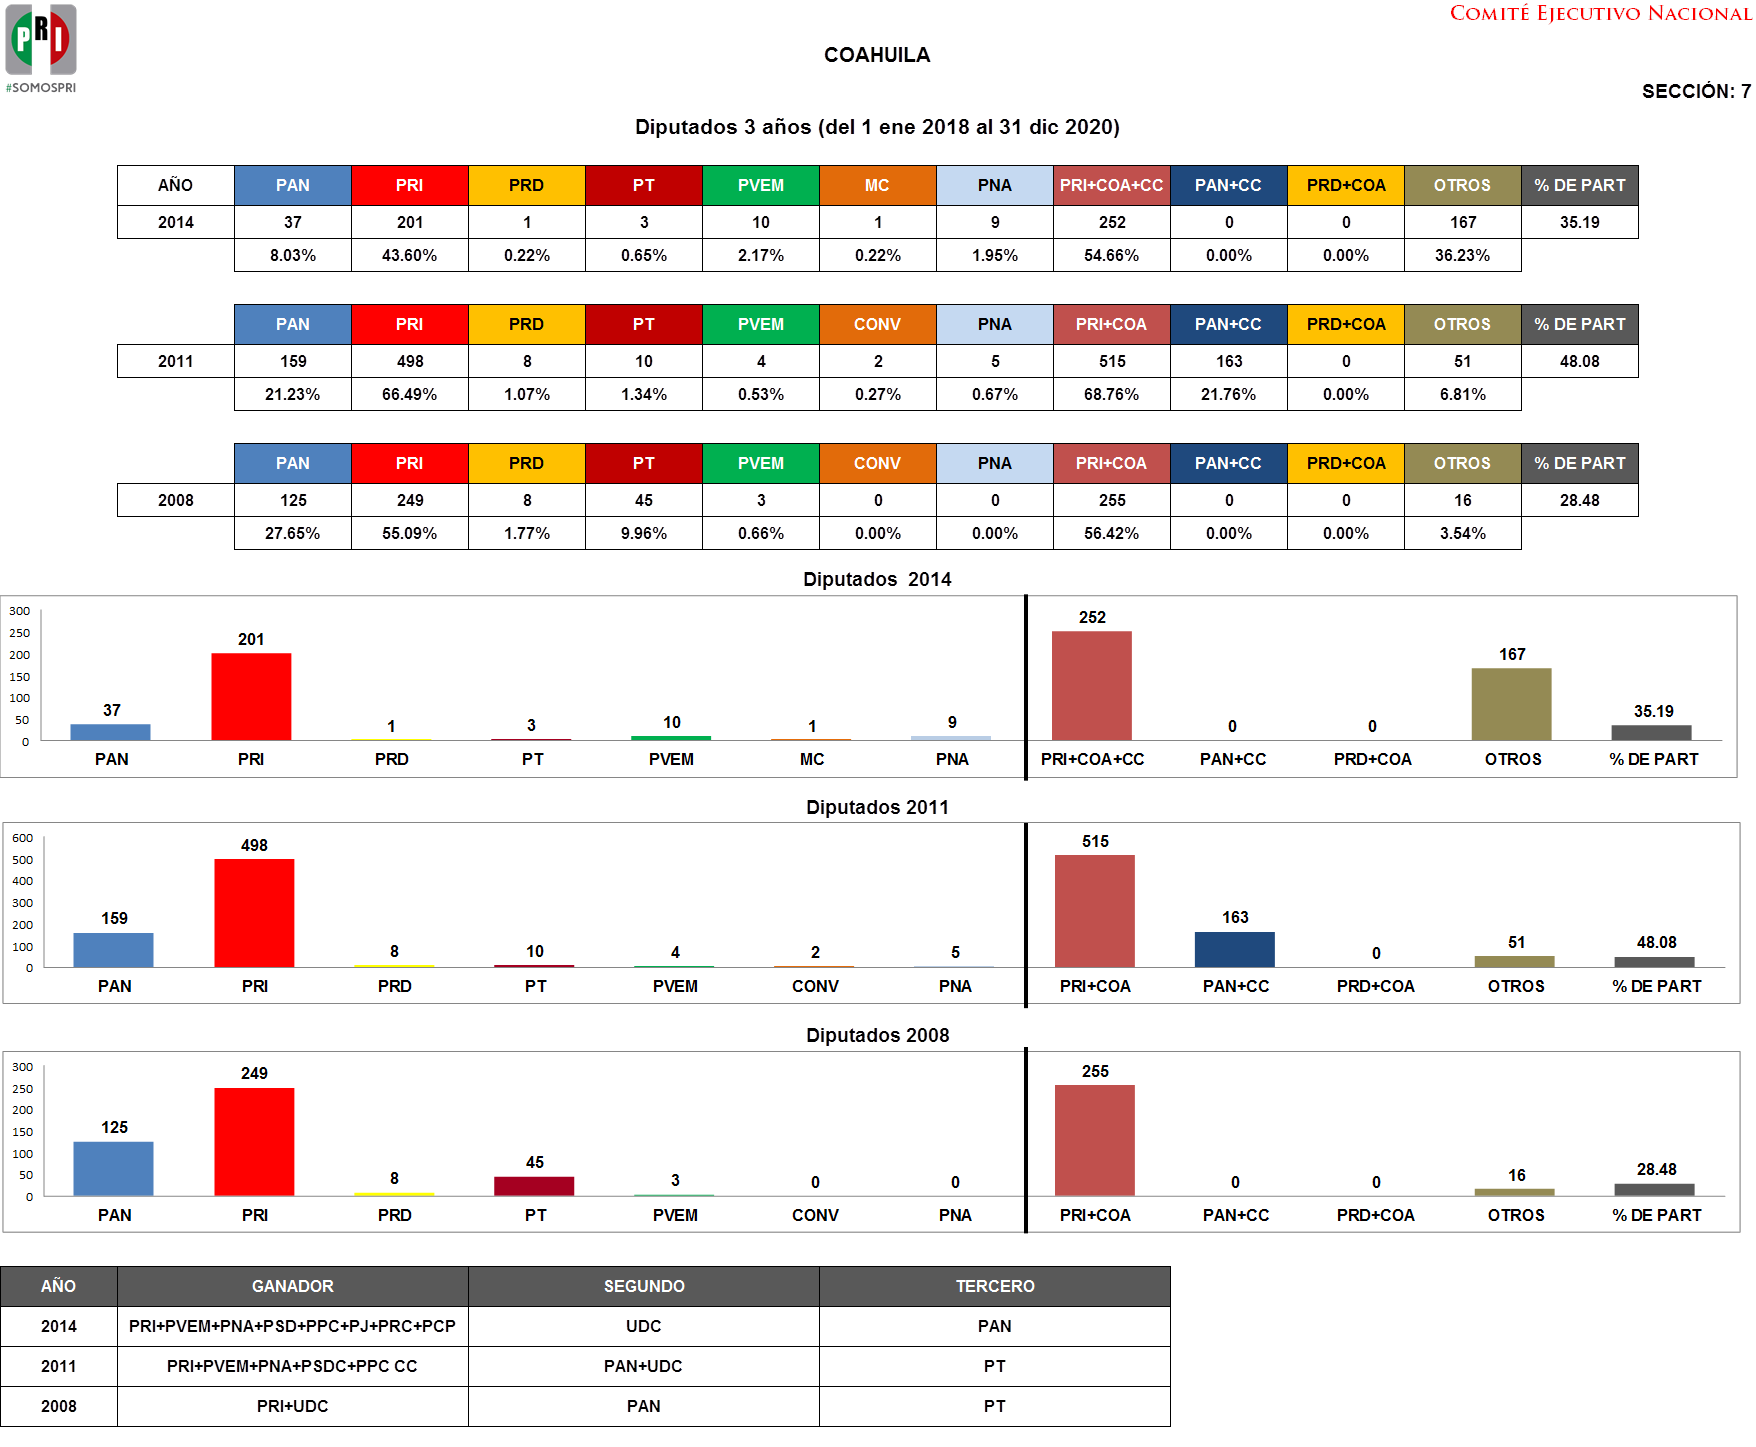 PRI
#SOMOSPRI
COMITÉ EJECUTIVO NACIONAL
COAHUILA
SECCIÓN: 7
Diputados 3 años (del 1 ene 2018 al 31 dic 2020)
AÑO PAN PRI PRD PT PVEM MC PNA PRI+COA+CC PAN+CC PRD+COA OTROS % DE PART
2014 37 201 1 3 10 1 9 252 0 0 167 35.19
8.03% 43.60% 0.22% 0.65% 2.17% 0.22% 1.95% 54.66% 0.00% 0.00% 36.23%
PAN PRI PRD PT PVEM CONV PNA PRI+COA PAN+CC PRD+COA OTROS % DE PART
2011 159 498 8 10 4 2 5 515 163 0 51 48.08
21.23% 66.49% 1.07% 1.34% 0.53% 0.27% 0.67% 68.76% 21.76% 0.00% 6.81%
PAN PRI PRD PT PVEM CONV PNA PRI+COA PAN+CC PRD+COA OTROS % DE PART
2008 125 249 8 45 3 0 0 255 0 0 16 28.48
27.65% 55.09% 1.77% 9.96% 0.66% 0.00% 0.00% 56.42% 0.00% 0.00% 3.54%
Diputados 2014
300
250
200
150
100
50
0
37 201 1 3 10 1 9 252 0 0 167 35.19
PAN PRI PRD PT PVEM MC PNA PRI+COA+CC PAN+CC PRD+COA OTROS % DE PART
Diputados 2011
600
500
400
300
200
100
0
159 498 8 10 4 2 5 515 163 0 51 48.08
PAN PRI PRD PT PVEM CONV PNA PRI+COA PAN+CC PRD+COA OTROS % DE PART
Diputados 2008
300
250
200
150
100
50
0
125 249 8 45 3 0 0 255 0 0 16 28.48
PAN PRI PRD PT PVEM CONV PNA PRI+COA PAN+CC PRD+COA OTROS % DE PART
AÑO GANADOR SEGUNDO TERCERO
2014 PRI+PVEM+PNA+PSD+PPC+PJ+PRC+PCP UDC PAN
2011 PRI+PVEM+PNA+PSDC+PPC CC PAN+UDC PT
2008 PRI+UDC PAN PT